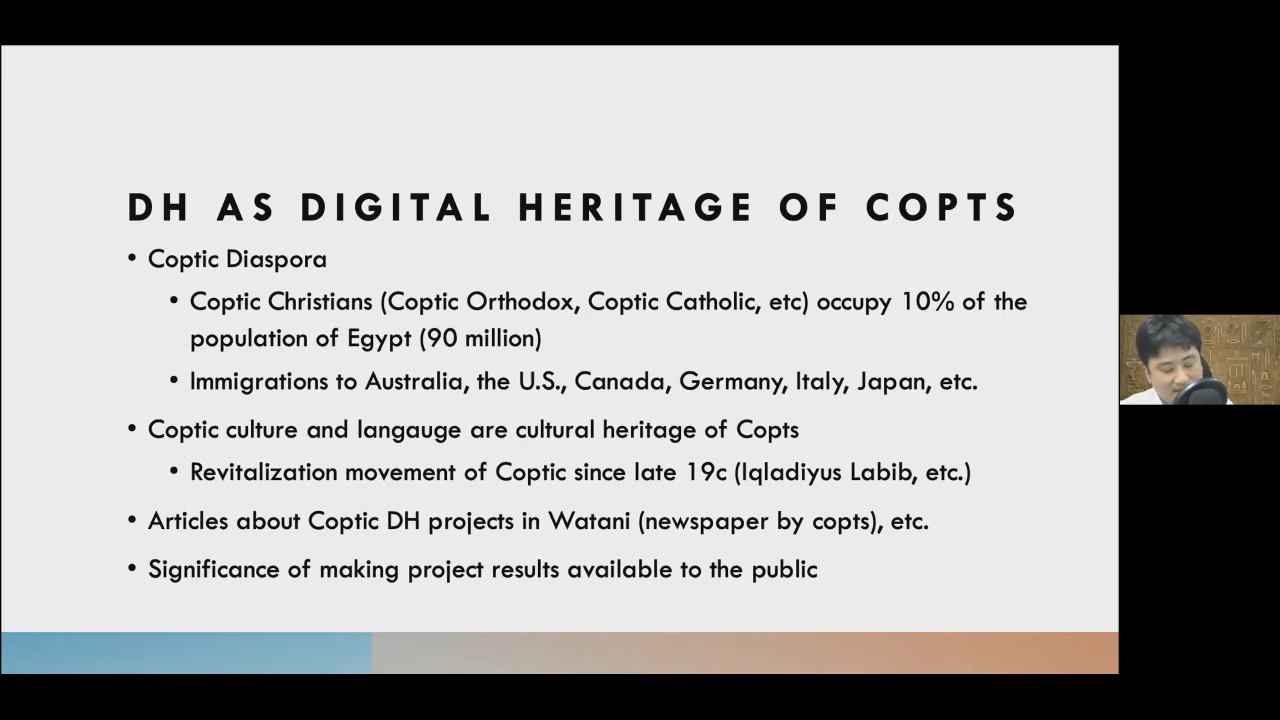 DH AS DIGITAL HERITAGE OF COPTS
• Coptic Diaspora
• Coptic Christians (Coptic Orthodox, Coptic Catholic, etc) occupy 10% of the
population of Egypt (90 million)
• Immigrations to Australia, the U.S., Canada, Germany, Italy, Japan, etc.
• Coptic culture and langauge are cultural heritage of Copts
• Revitalization movement of Coptic since late 19c (Iqladiyus Labib, etc.)
• Articles about Coptic DH projects in Watani (newspaper by copts), etc.
• Significance of making project results available to the public